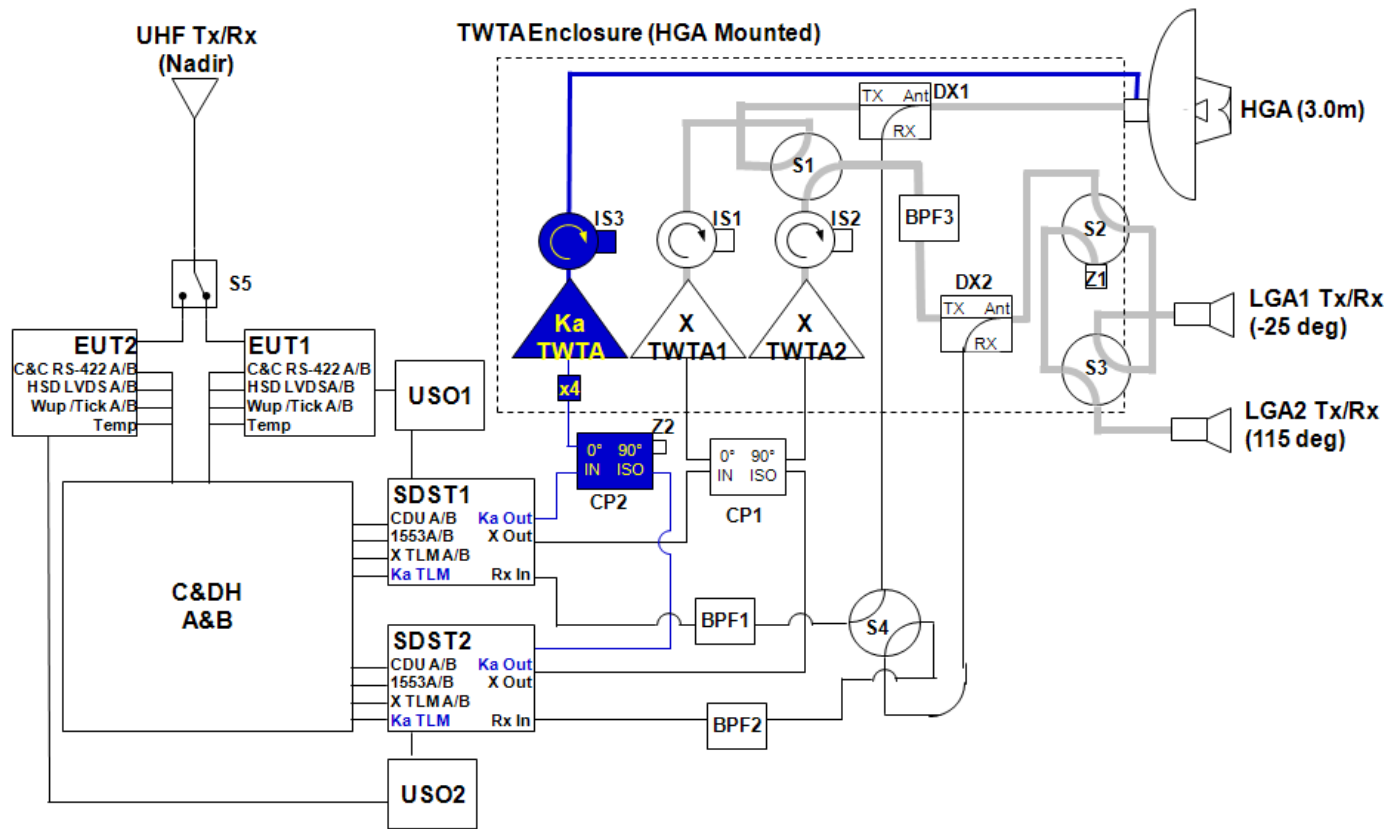 UHF Tx/Rx
(Nadir)
TWTA Enclosure (HGA Mounted)
TX Ant
RX
DX1
HGA (3.0m)
S1
IS3
IS1
IS2
BPF3
S2
Z1
S5
DX2
TX Ant
RX
LGA1 Tx/Rx
(-25 deg)
Ka
TWTA
X
TWTA1
X
TWTA2
S3
LGA2 Tx/Rx
(115 deg)
x4
EUT2
C&C RS-422 A/B
HSD LVDSA/B
Wup /Tick A/B
Temp
EUT1
C&C RS-422 A/B
HSD LVDSA/B
Wup /Tick A/B
Temp
USO1
Z2
0° 90°
IN ISO
CP2
0° 90°
IN ISO
CP1
C&DH
A&B
SDST1
CDU A/B Ka Out
1553A/B X Out
X TLM A/B
Ka TLM Rx In
BPF1
S4
SDST2
CDU A/B Ka Out
1553A/B X Out
X TLM A/B
Ka TLM Rx In
BPF2
USO2